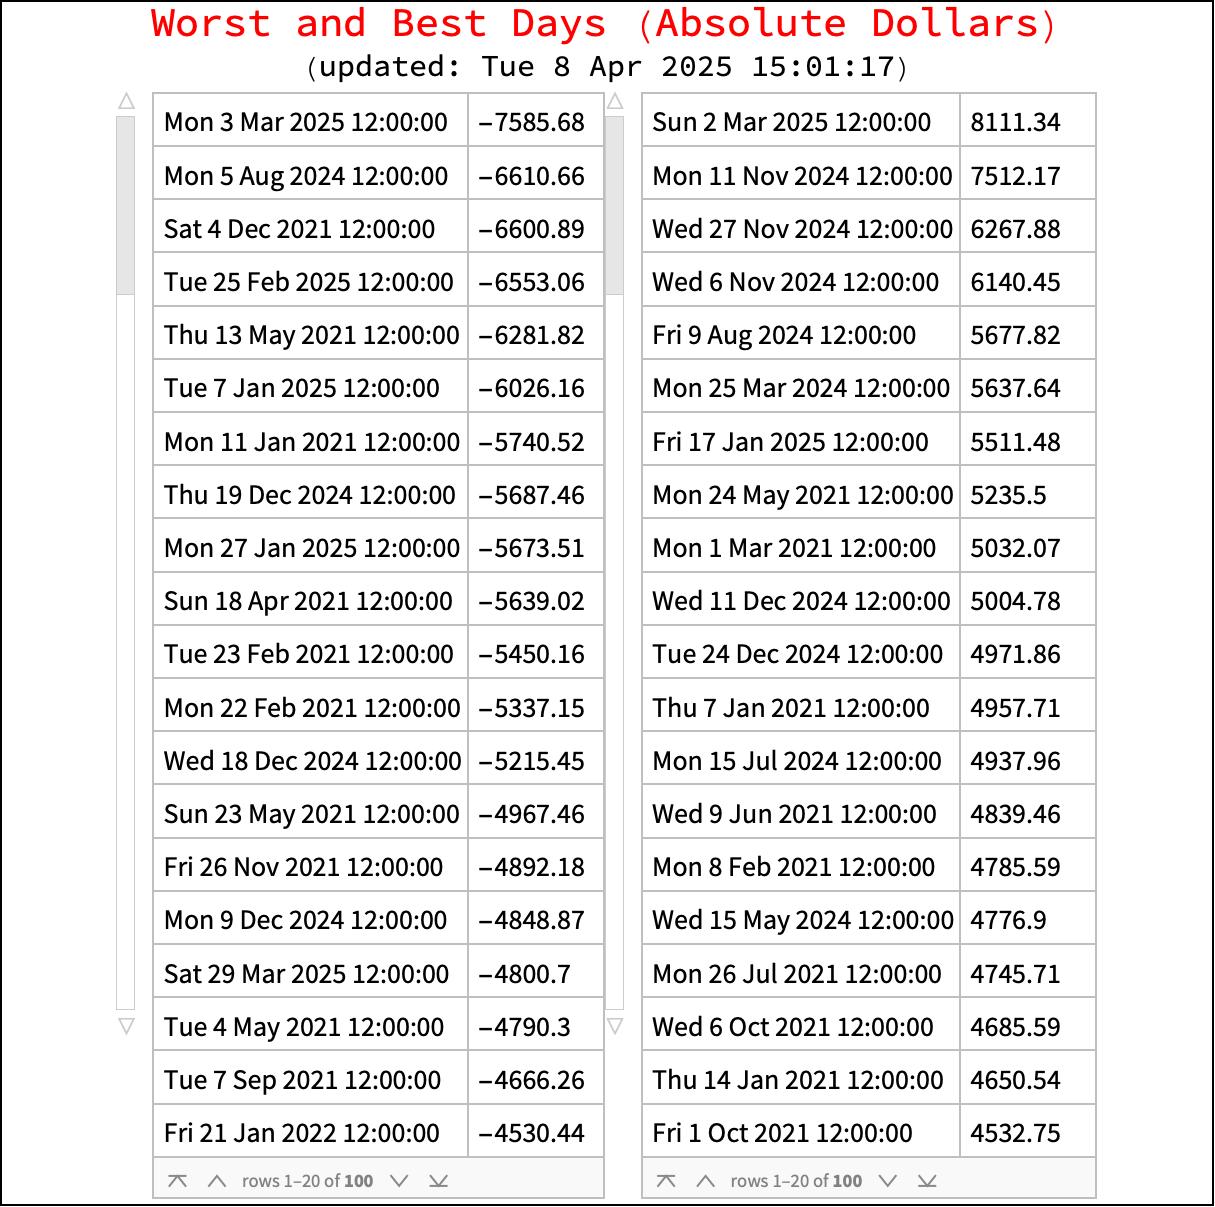 Worst and Best Days (Absolute Dollars)
(updated: Tue 8 Apr 2025 15:01:17)
Mon 3 Mar 2025 12:00:00 −7585.68 Sun 2 Mar 2025 12:00:00 8111.34
Mon 5 Aug 2024 12:00:00 −6610.66 Mon 11 Nov 2024 12:00:00 7512.17
Sat 4 Dec 2021 12:00:00 −6600.89 Wed 27 Nov 2024 12:00:00 6267.88
Tue 25 Feb 2025 12:00:00 −6553.06 Wed 6 Nov 2024 12:00:00 6140.45
Thu 13 May 2021 12:00:00 −6281.82 Fri 9 Aug 2024 12:00:00 5677.82
Tue 7 Jan 2025 12:00:00 −6026.16 Mon 25 Mar 2024 12:00:00 5637.64
Mon 11 Jan 2021 12:00:00 −5740.52 Fri 17 Jan 2025 12:00:00 5511.48
Thu 19 Dec 2024 12:00:00 −5687.46 Mon 24 May 2021 12:00:00 5235.5
Mon 27 Jan 2025 12:00:00 −5673.51 Mon 1 Mar 2021 12:00:00 5032.07
Sun 18 Apr 2021 12:00:00 −5639.02 Wed 11 Dec 2024 12:00:00 5004.78
Tue 23 Feb 2021 12:00:00 −5450.16 Tue 24 Dec 2024 12:00:00 4971.86
Mon 22 Feb 2021 12:00:00 −5337.15 Thu 7 Jan 2021 12:00:00 4957.71
Wed 18 Dec 2024 12:00:00 −5215.45 Mon 15 Jul 2024 12:00:00 4937.96
Sun 23 May 2021 12:00:00 −4967.46 Wed 9 Jun 2021 12:00:00 4839.46
Fri 26 Nov 2021 12:00:00 −4892.18 Mon 8 Feb 2021 12:00:00 4785.59
Mon 9 Dec 2024 12:00:00 −4848.87 Wed 15 May 2024 12:00:00 4776.9
Sat 29 Mar 2025 12:00:00 −4800.7 Mon 26 Jul 2021 12:00:00 4745.71
Tue 4 May 2021 12:00:00 −4790.3 Wed 6 Oct 2021 12:00:00 4685.59
Tue 7 Sep 2021 12:00:00 −4666.26 Thu 14 Jan 2021 12:00:00 4650.54
Fri 21 Jan 2022 12:00:00 −4530.44 Fri 1 Oct 2021 12:00:00 4532.75
rows 1–20 of 100 rows 1–20 of 100